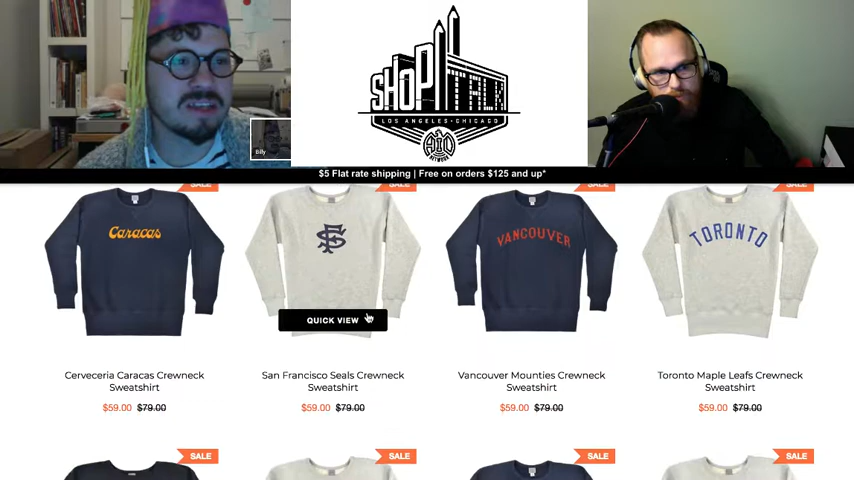 SHOP TALK
LOS ANGELES • CHICAGO
NETWORK
Billy
$5 Flat rate shipping | Free on orders $125 and up*
SALE SALE SALE SALE
Caracas SF VANCOUVER TORONTO
QUICK VIEW
Cerveceria Caracas Crewneck Sweatshirt
$59.00 $79.00
San Francisco Seals Crewneck Sweatshirt
$59.00 $79.00
Vancouver Mounties Crewneck Sweatshirt
$59.00 $79.00
Toronto Maple Leafs Crewneck Sweatshirt
$59.00 $79.00
SALE SALE SALE SALE